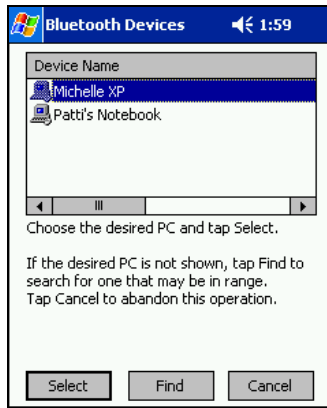 Bluetooth Devices 1:59
Device Name
Michelle XP
Patti's Notebook
Choose the desired PC and tap Select.
If the desired PC is not shown, tap Find to
search for one that may be in range.
Tap Cancel to abandon this operation.
Select Find Cancel